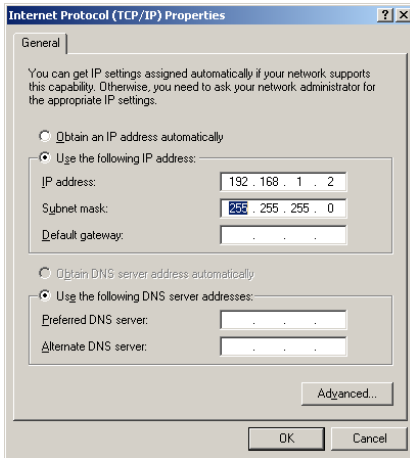 Internet Protocol (TCP/IP) Properties
General
You can get IP settings assigned automatically if your network supports
this capability. Otherwise, you need to ask your network administrator for
the appropriate IP settings.
Obtain an IP address automatically
Use the following IP address:
IP address: 192 . 168 . 1 . 2
Subnet mask: 255 . 255 . 255 . 0
Default gateway: . . .
Obtain DNS server address automatically
Use the following DNS server addresses:
Preferred DNS server: . . .
Alternate DNS server: . . .
Advanced...
OK Cancel